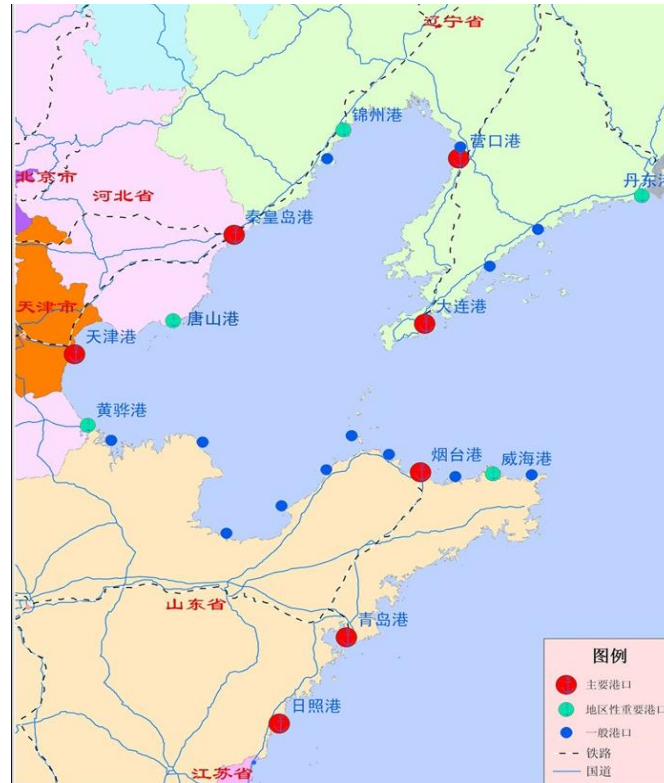 辽宁省
锦州港
营口港
北京市
河北省
丹东港
秦皇岛港
天津市
唐山港
大连港
天津港
黄骅港
烟台港
威海港
山东省
青岛港
日照港
江苏省
图例
主要港口
地区性重要港口
一般港口
铁路
国道